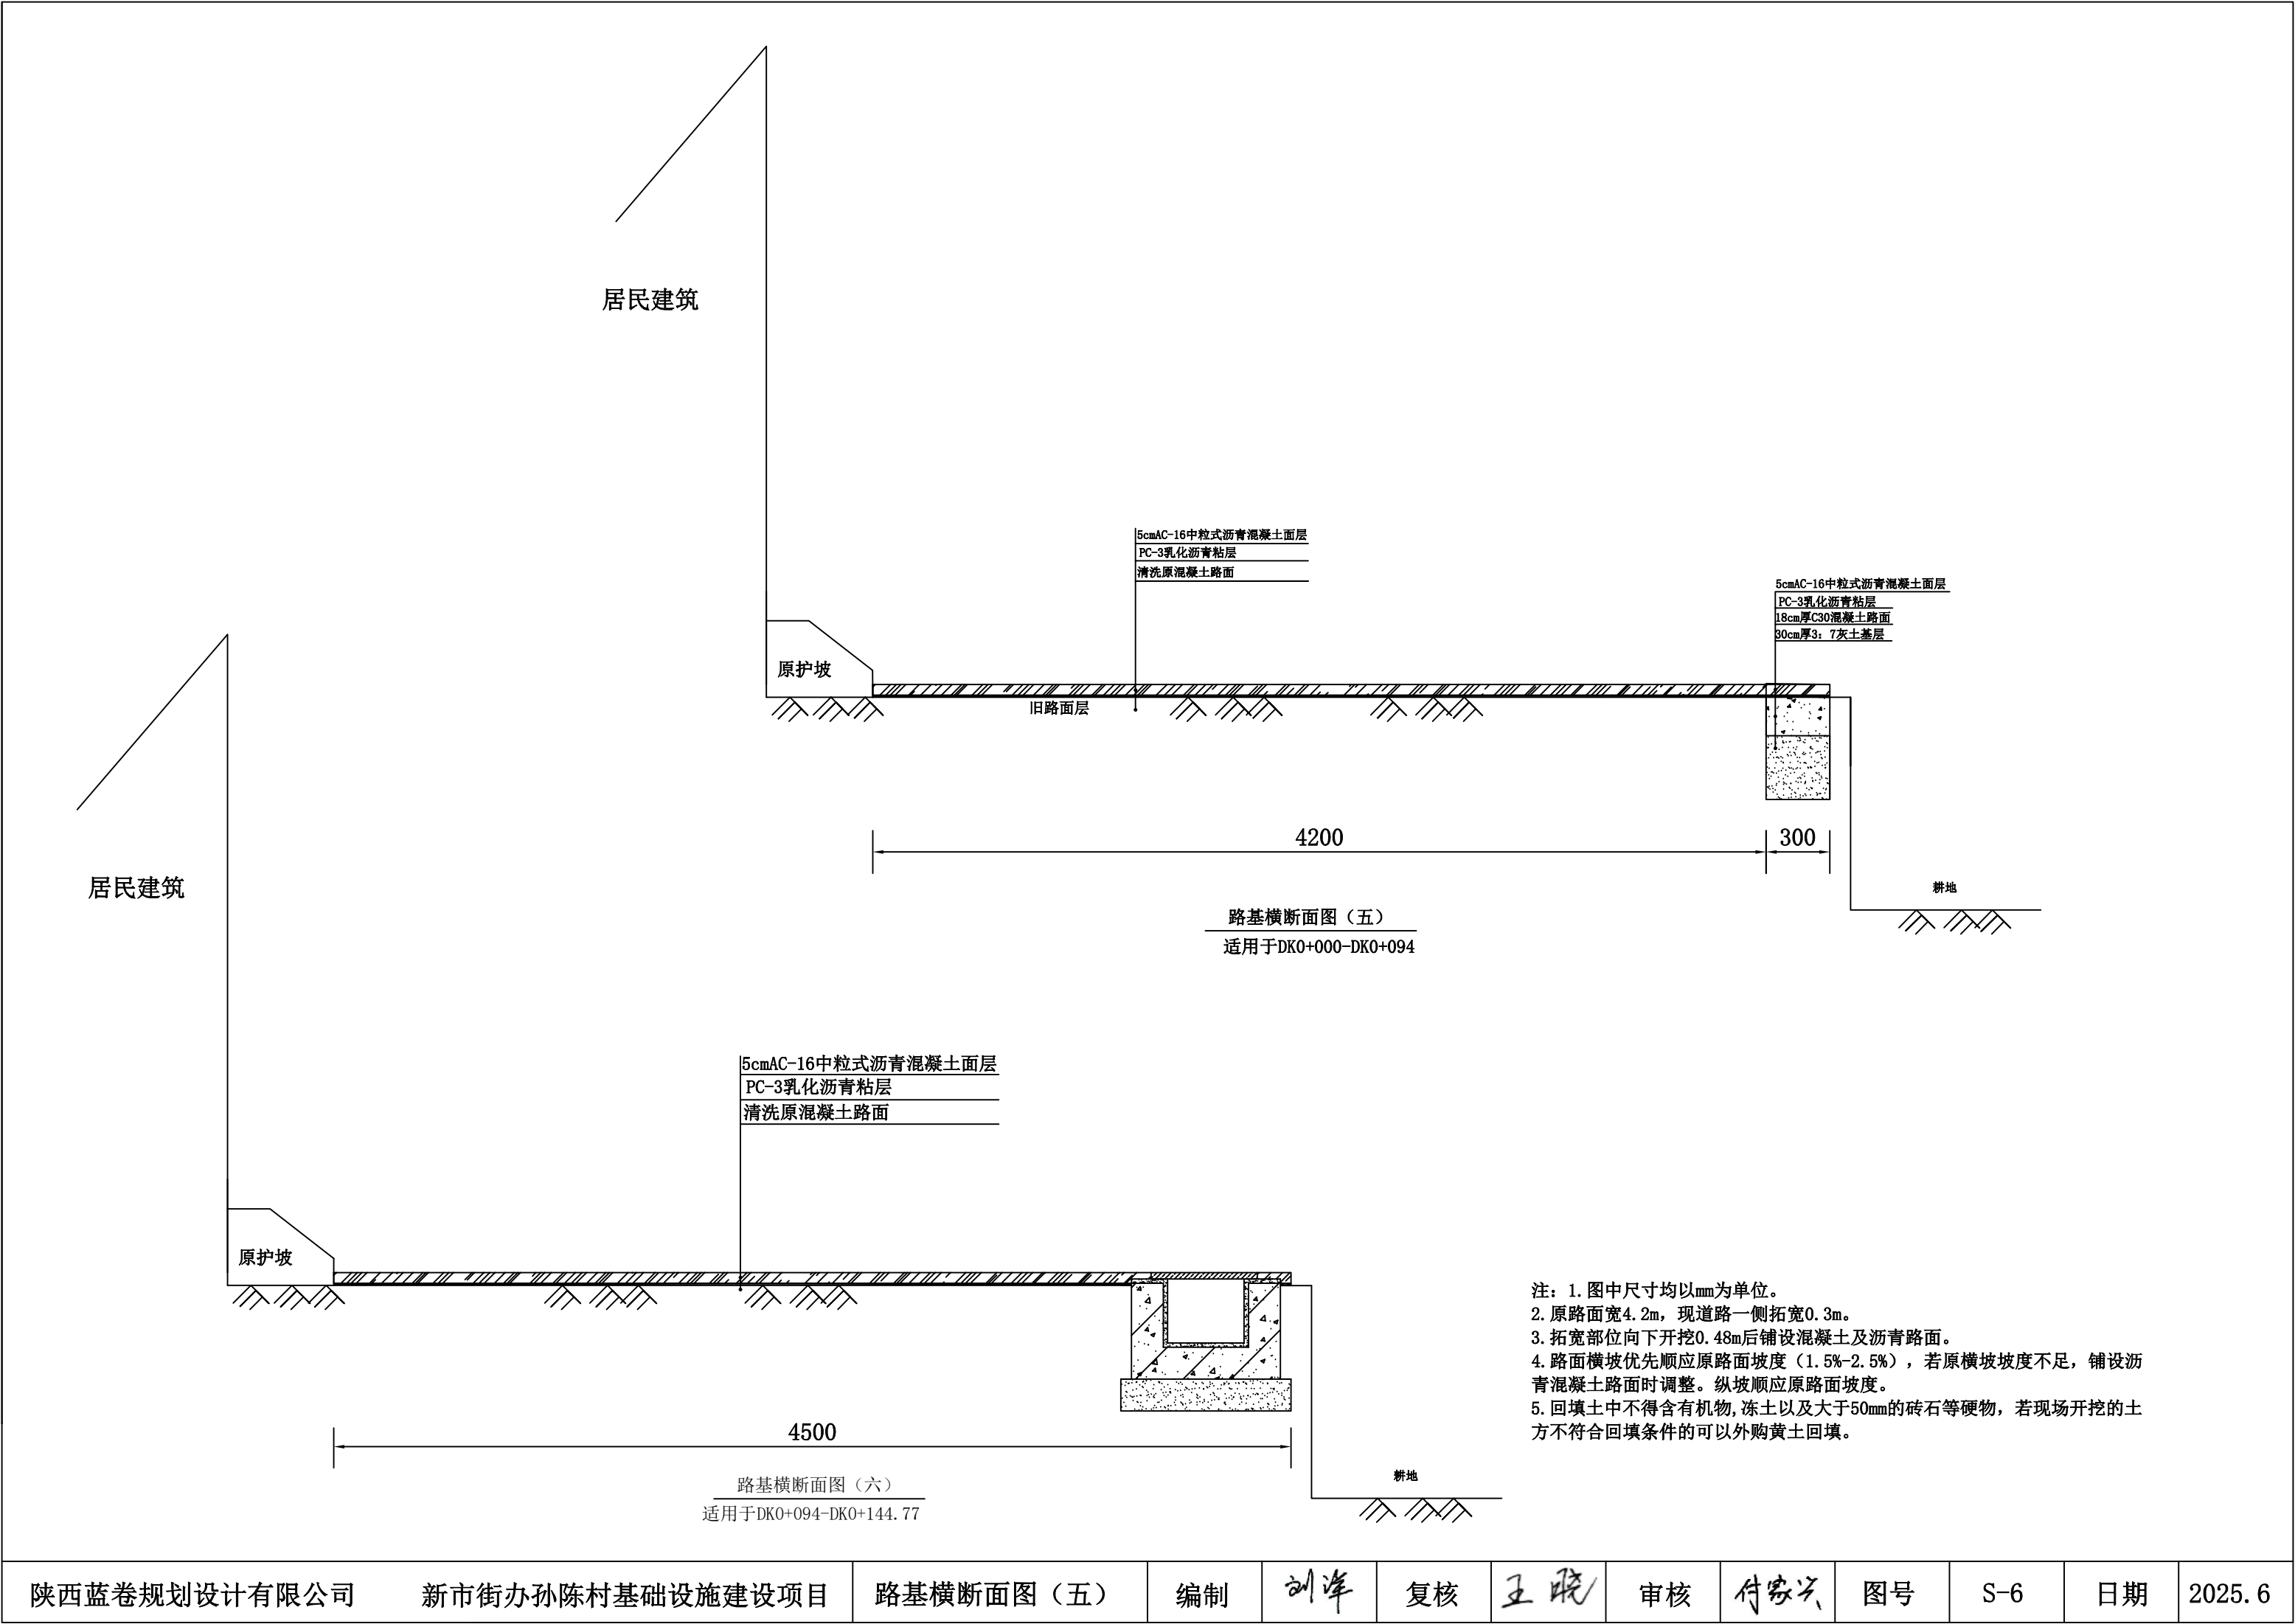 居民建筑
5cmAC-16中粒式沥青混凝土面层
PC-3乳化沥青粘层
清洗原混凝土路面
5cmAC-16中粒式沥青混凝土面层
PC-3乳化沥青粘层
18cm厚C30混凝土路面
30cm厚3：7灰土基层
原护坡
旧路面层
4200
300
耕地
路基横断面图（五）
适用于DK0+000-DK0+094
居民建筑
5cmAC-16中粒式沥青混凝土面层
PC-3乳化沥青粘层
清洗原混凝土路面
原护坡
4500
耕地
路基横断面图（六）
适用于DK0+094-DK0+144.77
注：1.图中尺寸均以mm为单位。
2.原路面宽4.2m，现道路一侧拓宽0.3m。
3.拓宽部位向下开挖0.48m后铺设混凝土及沥青路面。
4.路面横坡优先顺应原路面坡度（1.5%-2.5%），若原横坡坡度不足，铺设沥
青混凝土路面时调整。纵坡顺应原路面坡度。
5.回填土中不得含有机物,冻土以及大于50mm的砖石等硬物，若现场开挖的土
方不符合回填条件的可以外购黄土回填。
陕西蓝卷规划设计有限公司
新市街办孙陈村基础设施建设项目
路基横断面图（五）
编制
刘洋
复核
王晓
审核
付家兴
图号
S-6
日期
2025.6